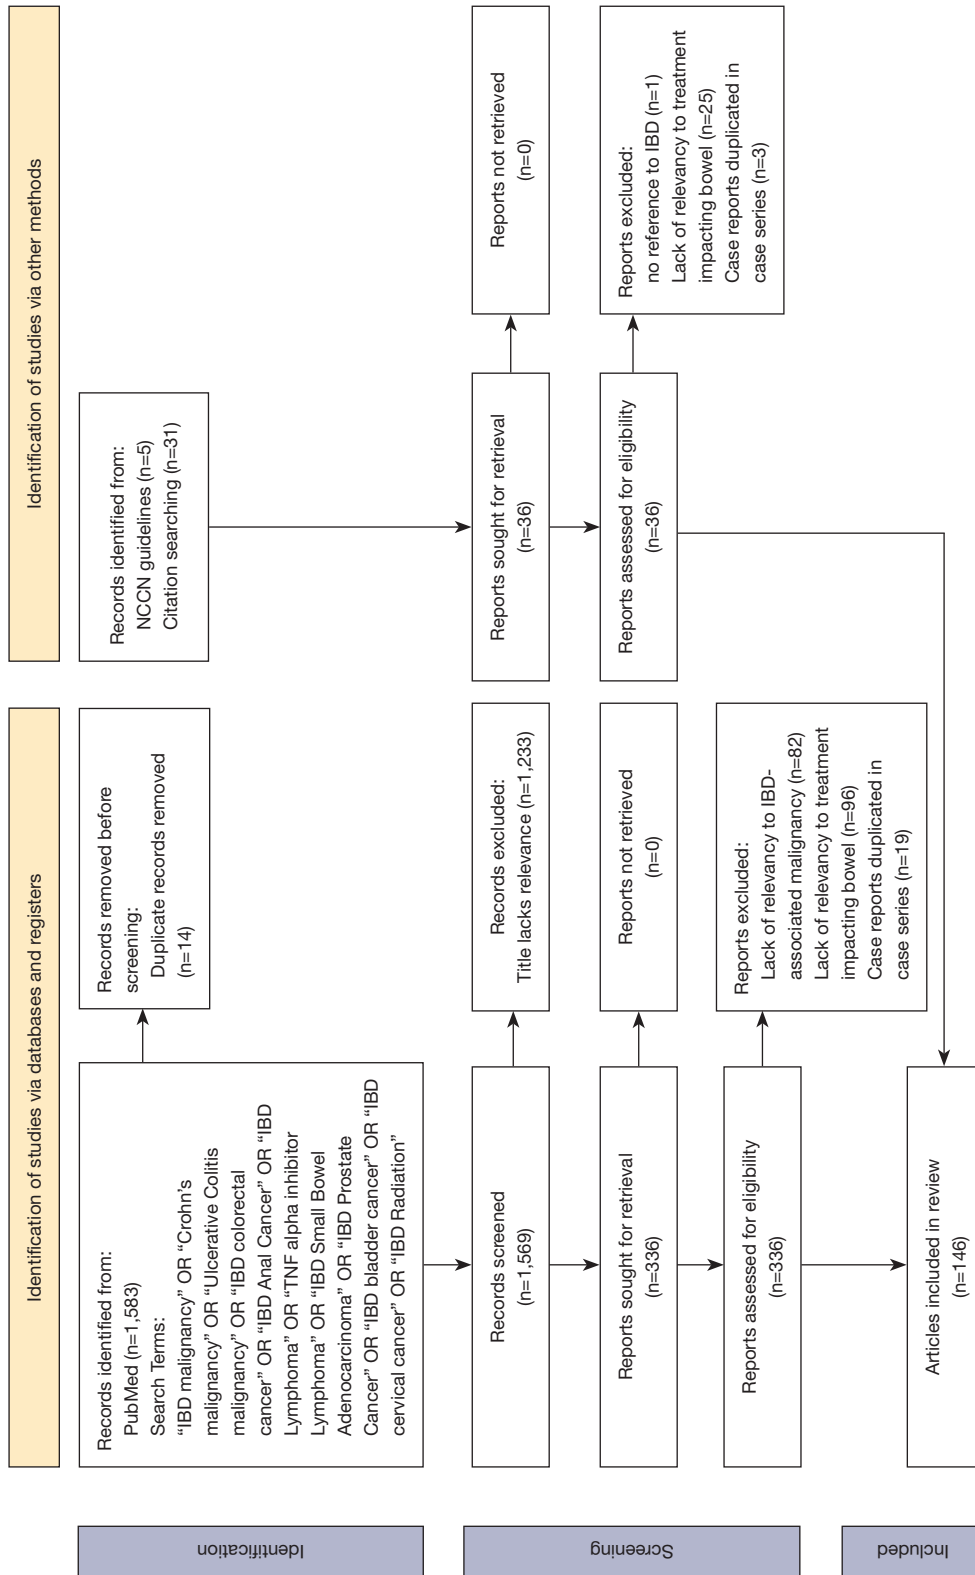 Identification of studies via databases and registers
Identification of studies via other methods
Identification
Records identified from:
PubMed (n=1,583)
Search Terms:
“IBD malignancy” OR “Crohn’s
malignancy” OR “Ulcerative Colitis
malignancy” OR “IBD colorectal
cancer” OR “IBD Anal Cancer” OR “IBD
Lymphoma” OR “TNF alpha inhibitor
Lymphoma” OR “IBD Small Bowel
Adenocarcinoma” OR “IBD Prostate
Cancer” OR “IBD bladder cancer” OR “IBD
cervical cancer” OR “IBD Radiation”
Records removed before
screening:
Duplicate records removed
(n=14)
Records identified from:
NCCN guidelines (n=5)
Citation searching (n=31)
Screening
Records screened
(n=1,569)
Records excluded:
Title lacks relevance (n=1,233)
Reports sought for retrieval
(n=336)
Reports not retrieved
(n=0)
Reports sought for retrieval
(n=36)
Reports not retrieved
(n=0)
Reports assessed for eligibility
(n=336)
Reports excluded:
Lack of relevancy to IBD-
associated malignancy (n=82)
Lack of relevancy to treatment
impacting bowel (n=96)
Case reports duplicated in
case series (n=19)
Reports assessed for eligibility
(n=36)
Reports excluded:
no reference to IBD (n=1)
Lack of relevancy to treatment
impacting bowel (n=25)
Case reports duplicated in
case series (n=3)
Included
Articles included in review
(n=146)